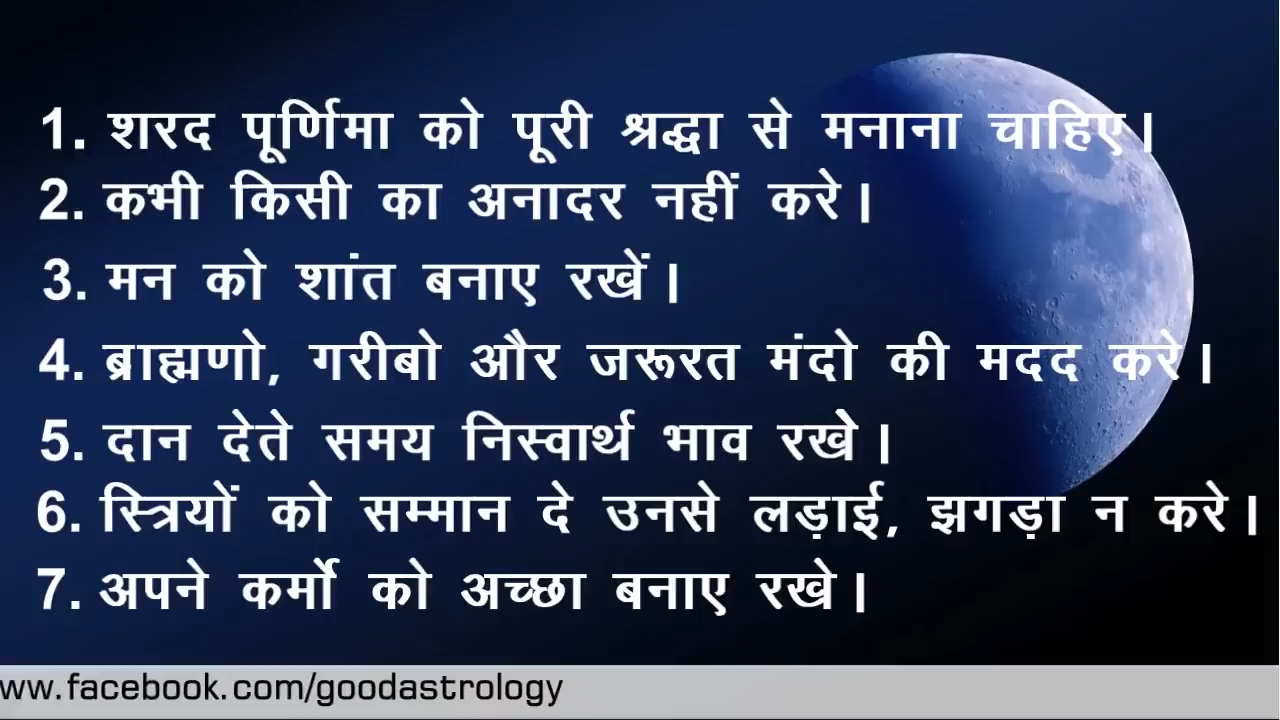 1. शरद पूर्णिमा को पूरी श्रद्धा से मनाना चाहिए।
2. कभी किसी का अनादर नहीं करे।
3. मन को शांत बनाए रखें।
4. ब्राह्मणो, गरीबो और जरूरत मंदो की मदद करे।
5. दान देते समय निस्वार्थ भाव रखे।
6. स्त्रियों को सम्मान दे उनसे लड़ाई, झगड़ा न करे।
7. अपने कर्मो को अच्छा बनाए रखे।
ww.facebook.com/goodastrology